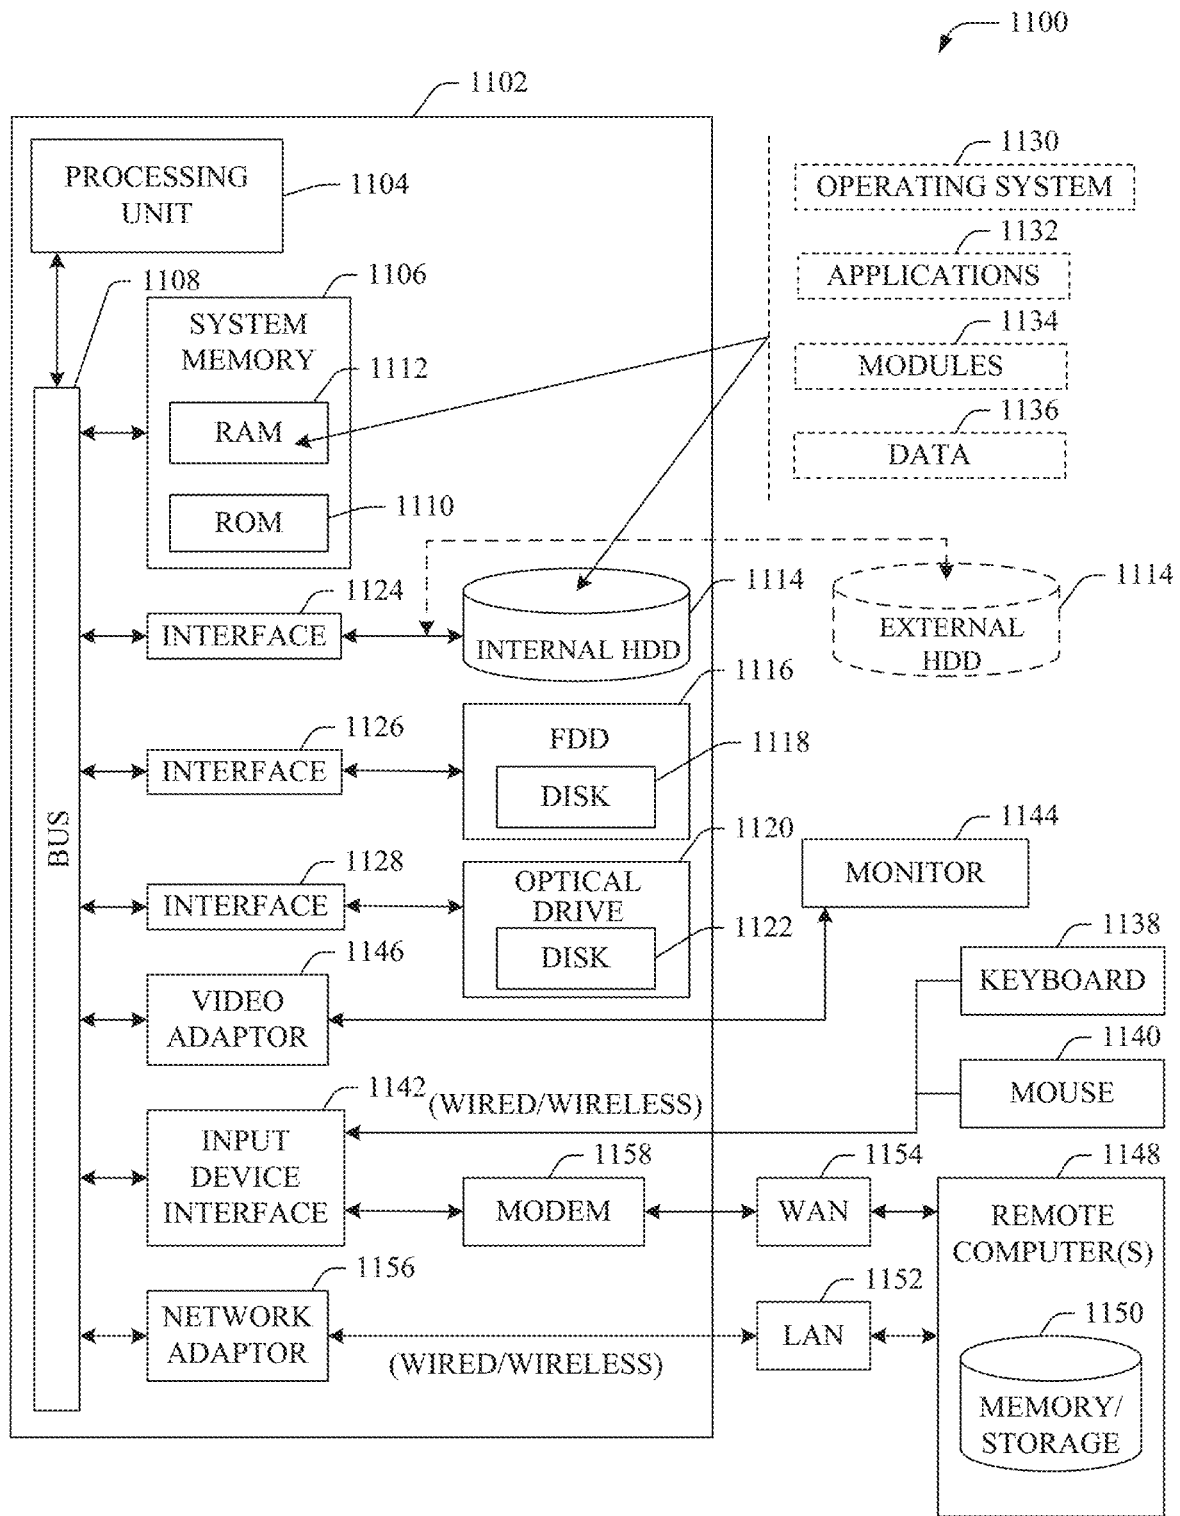 1100
1102
PROCESSING
UNIT
1104
1130
OPERATING SYSTEM
1132
APPLICATIONS
1134
MODULES
1136
DATA
1108
1106
SYSTEM
MEMORY
1112
RAM
ROM
1110
BUS
1124
INTERFACE
INTERNAL HDD
1114
EXTERNAL
HDD
1114
1126
INTERFACE
1116
FDD
1118
DISK
1128
INTERFACE
1120
OPTICAL
DRIVE
1122
DISK
1144
MONITOR
1146
VIDEO
ADAPTOR
1138
KEYBOARD
1140
MOUSE
1142
(WIRED/WIRELESS)
INPUT
DEVICE
INTERFACE
1158
MODEM
1154
WAN
1148
REMOTE
COMPUTER(S)
1156
NETWORK
ADAPTOR
(WIRED/WIRELESS)
1152
LAN
1150
MEMORY/
STORAGE